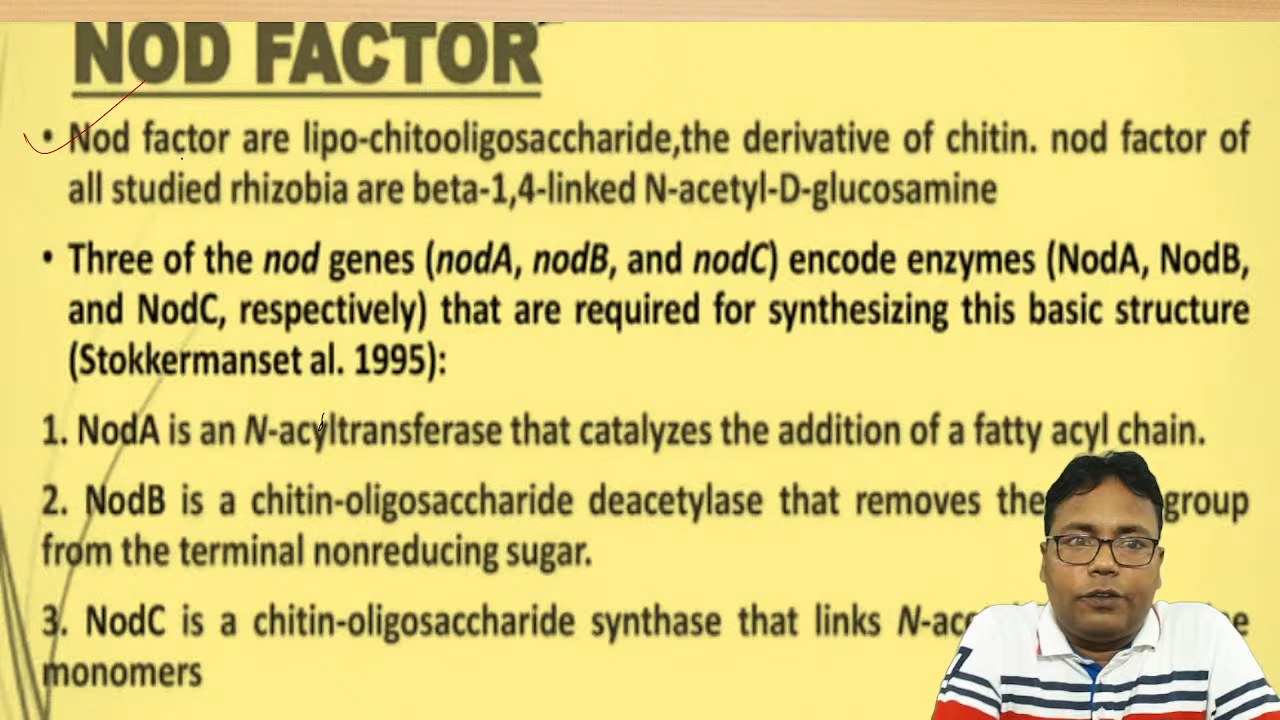 NOD FACTOR
• Nod factor are lipo-chitooligosaccharide,the derivative of chitin. nod factor of
all studied rhizobia are beta-1,4-linked N-acetyl-D-glucosamine
• Three of the nod genes (nodA, nodB, and nodC) encode enzymes (NodA, NodB,
and NodC, respectively) that are required for synthesizing this basic structure
(Stokkermanset al. 1995):
1. NodA is an N-acyltransferase that catalyzes the addition of a fatty acyl chain.
2. NodB is a chitin-oligosaccharide deacetylase that removes the group
from the terminal nonreducing sugar.
3. NodC is a chitin-oligosaccharide synthase that links
monomers
7